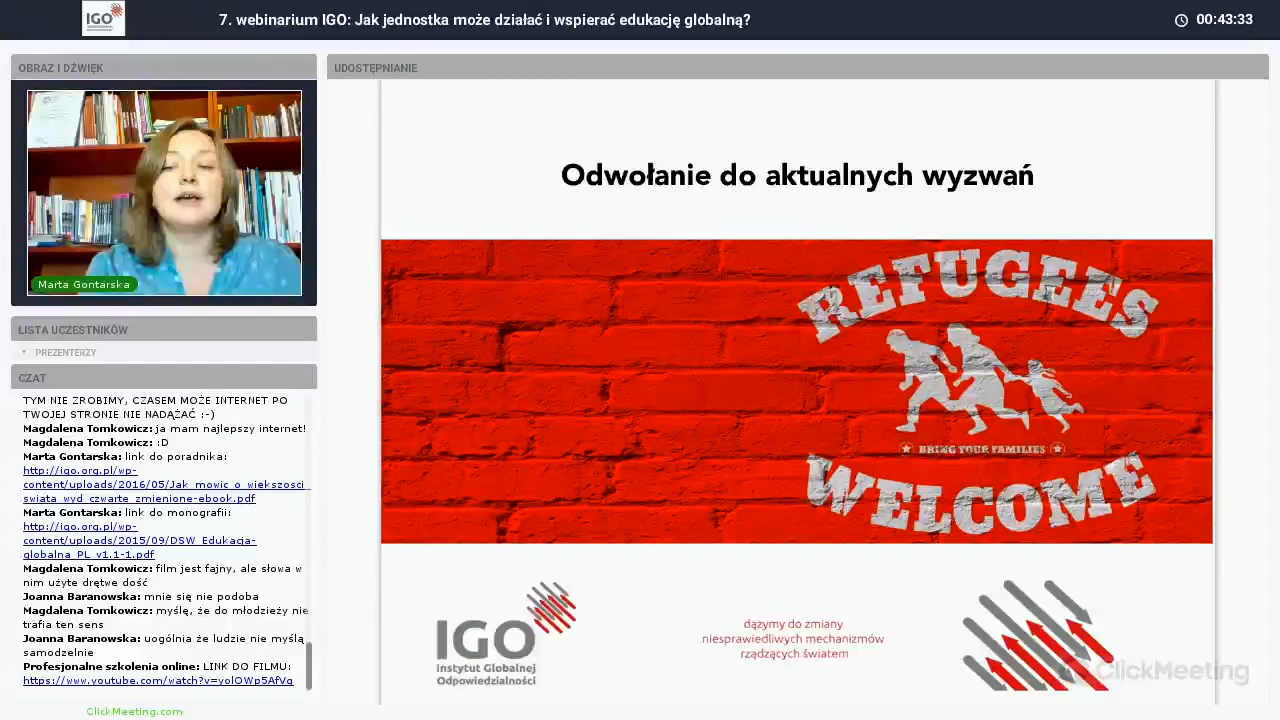 IGO
7. webinarium IGO: Jak jednostka może działać i wspierać edukację globalną?
00:43:33
OBRAZ I DŹWIĘK
Marta Gontarska
LISTA UCZESTNIKÓW
PREZENTERZY
CZAT
TYM NIE ZROBIMY, CZASEM MOŻE INTERNET PO
TWOJEJ STRONIE NIE NADĄŻAĆ :-)
Magdalena Tomkowicz: ja mam najlepszy internet!
Magdalena Tomkowicz: :D
Marta Gontarska: link do poradnika:
http://igo.org.pl/wp-
content/uploads/2016/05/Jak_mowic_o_wiekszosci_
swiata_wyd_czwarte_zmienione-ebook.pdf
Marta Gontarska: link do monografii:
http://igo.org.pl/wp-
content/uploads/2015/09/DSW_Edukacja-
globalna_PL_v1.1-1.pdf
Magdalena Tomkowicz: film jest fajny, ale słowa w
nim użyte drętwe dość
Joanna Baranowska: mnie się nie podoba
Magdalena Tomkowicz: myślę, że do młodzieży nie
trafia ten sens
Joanna Baranowska: uogólnia że ludzie nie myślą
samodzielnie
Profesjonalne szkolenia online: LINK DO FILMU:
https://www.youtube.com/watch?v=yolOWp5AfVg
ClickMeeting.com
UDOSTĘPNIANIE
Odwołanie do aktualnych wyzwań
REFUGEES
BRING YOUR FAMILIES
WELCOME
IGO
Instytut Globalnej
Odpowiedzialności
dążymy do zmiany
niesprawiedliwych mechanizmów
rządzących światem
ClickMeeting